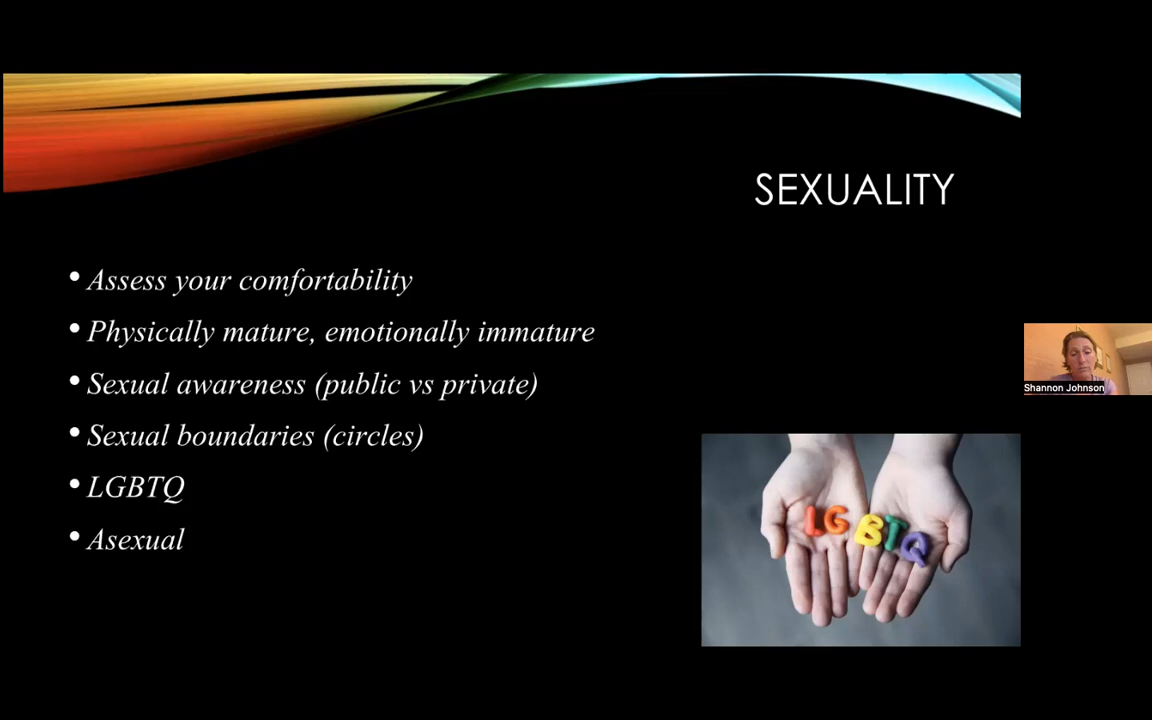 SEXUALITY
• Assess your comfortability
• Physically mature, emotionally immature
• Sexual awareness (public vs private)
• Sexual boundaries (circles)
• LGBTQ
• Asexual
Shannon Johnson
LGBTQ